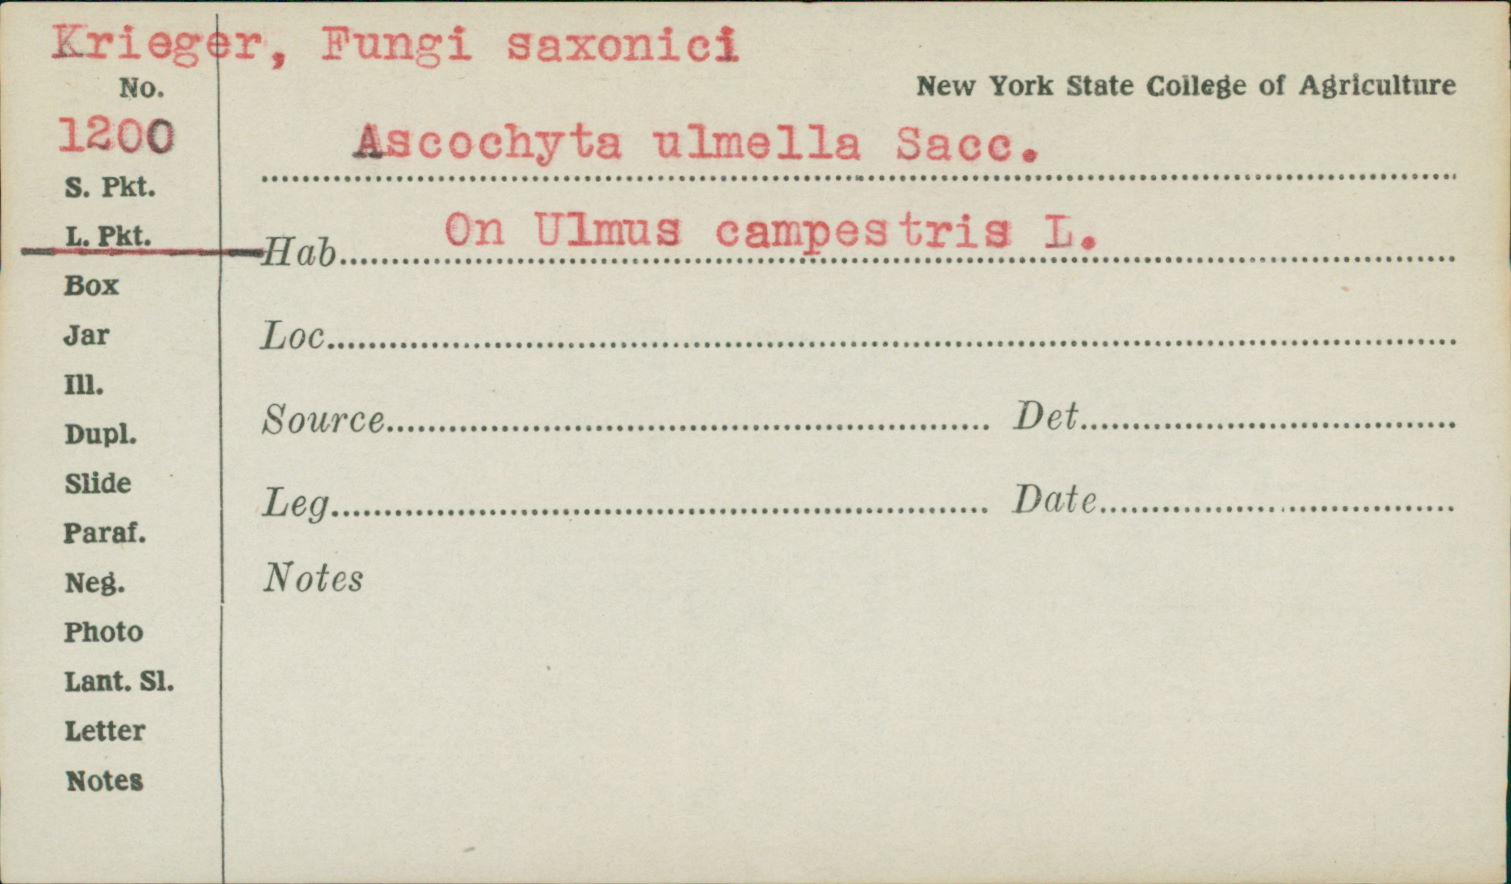 Krieger, Fungi saxonici
No.
New York State College of Agriculture
1200
Ascochyta ulmella Sacc.
S. Pkt.
L. Pkt.
Hab. On Ulmus campestris L.
Box
Loc.
Jar
Ill.
Source Det.
Dupl.
Slide
Leg. Date
Paraf.
Neg.
Notes
Photo
Lant. Sl.
Letter
Notes